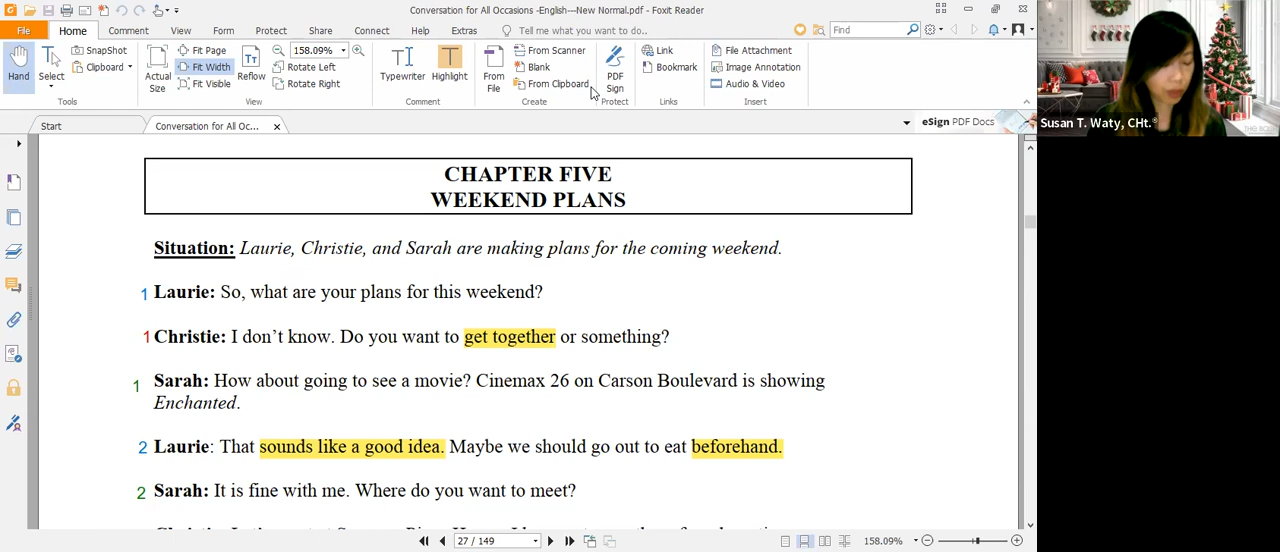 Conversation for All Occasions -English---New Normal.pdf - Foxit Reader
File Home Comment View Form Protect Share Connect Help Extras Tell me what you want to do.. Find
Hand
Select
SnapShot
Clipboard
Tools
Actual Size
Fit Page
Fit Width
Fit Visible
Reflow
158.09%
Rotate Left
Rotate Right
View
Typewriter
Highlight
Comment
From File
From Scanner
Blank
From Clipboard
Create
PDF Sign
Protect
Link
Bookmark
Links
File Attachment
Image Annotation
Audio & Video
Insert
Susan T. Waty, CHt.®
Start Conversation for All Oc... eSign PDF Docs
CHAPTER FIVE
WEEKEND PLANS
Situation: Laurie, Christie, and Sarah are making plans for the coming weekend.
1 Laurie: So, what are your plans for this weekend?
1 Christie: I don't know. Do you want to get together or something?
1 Sarah: How about going to see a movie? Cinemax 26 on Carson Boulevard is showing
Enchanted.
2 Laurie: That sounds like a good idea. Maybe we should go out to eat beforehand.
2 Sarah: It is fine with me. Where do you want to meet?
27 / 149 158.09%